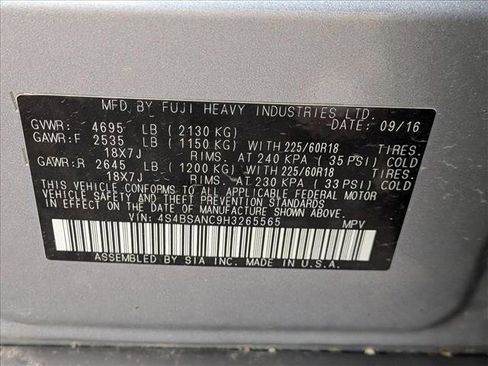 MFD. BY FUJI HEAVY INDUSTRIES LTD.
GVWR: 4695 LB ( 2130 KG) DATE: 09/16
GAWR:F 2535 LB ( 1150 KG) WITH 225/60R18 TIRES.
18X7J RIMS. AT 240 KPA ( 35 PSI) COLD
GAWR:R 2645 LB ( 1200 KG) WITH 225/60R18 TIRES.
18X7J RIMS. AT 230 KPA ( 33 PSI) COLD
THIS VEHICLE CONFORMS TO ALL APPLICABLE FEDERAL MOTOR
VEHICLE SAFETY AND BUMPER AND THEFT PREVENTION STANDARDS
IN EFFECT ON THE DATE OF MANUFACTURE SHOWN ABOVE.
VIN: 4S4BSANC9H3265565 MPV
ASSEMBLED BY SIA INC. MADE IN U.S.A.